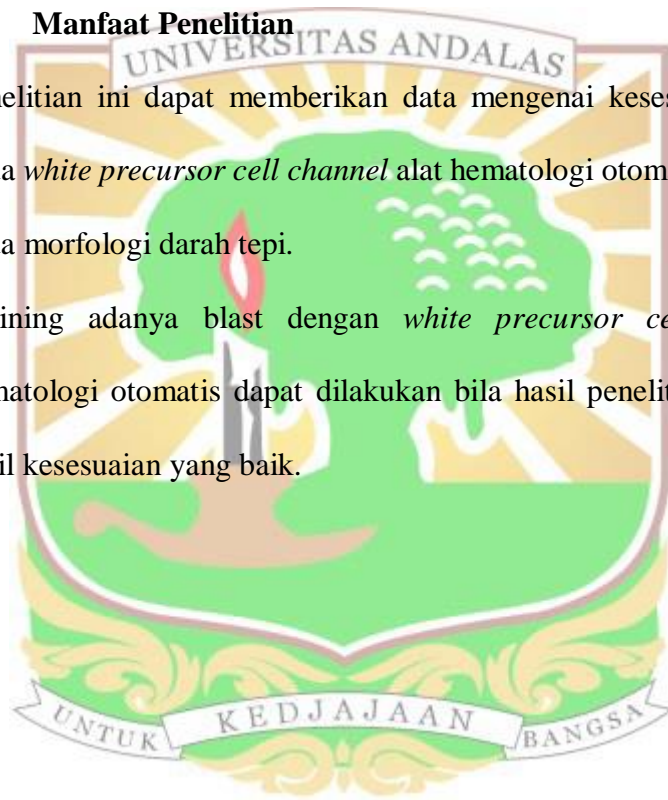 Manfaat Penelitian
UNIVERSITAS ANDALAS
nelitian ini dapat memberikan data mengenai keses
a white precursor cell channel alat hematologi otom
a morfologi darah tepi.
ining adanya blast dengan white precursor ce
matologi otomatis dapat dilakukan bila hasil penelit
il kesesuaian yang baik.
UNTUK KEDJAJAAN BANGSA